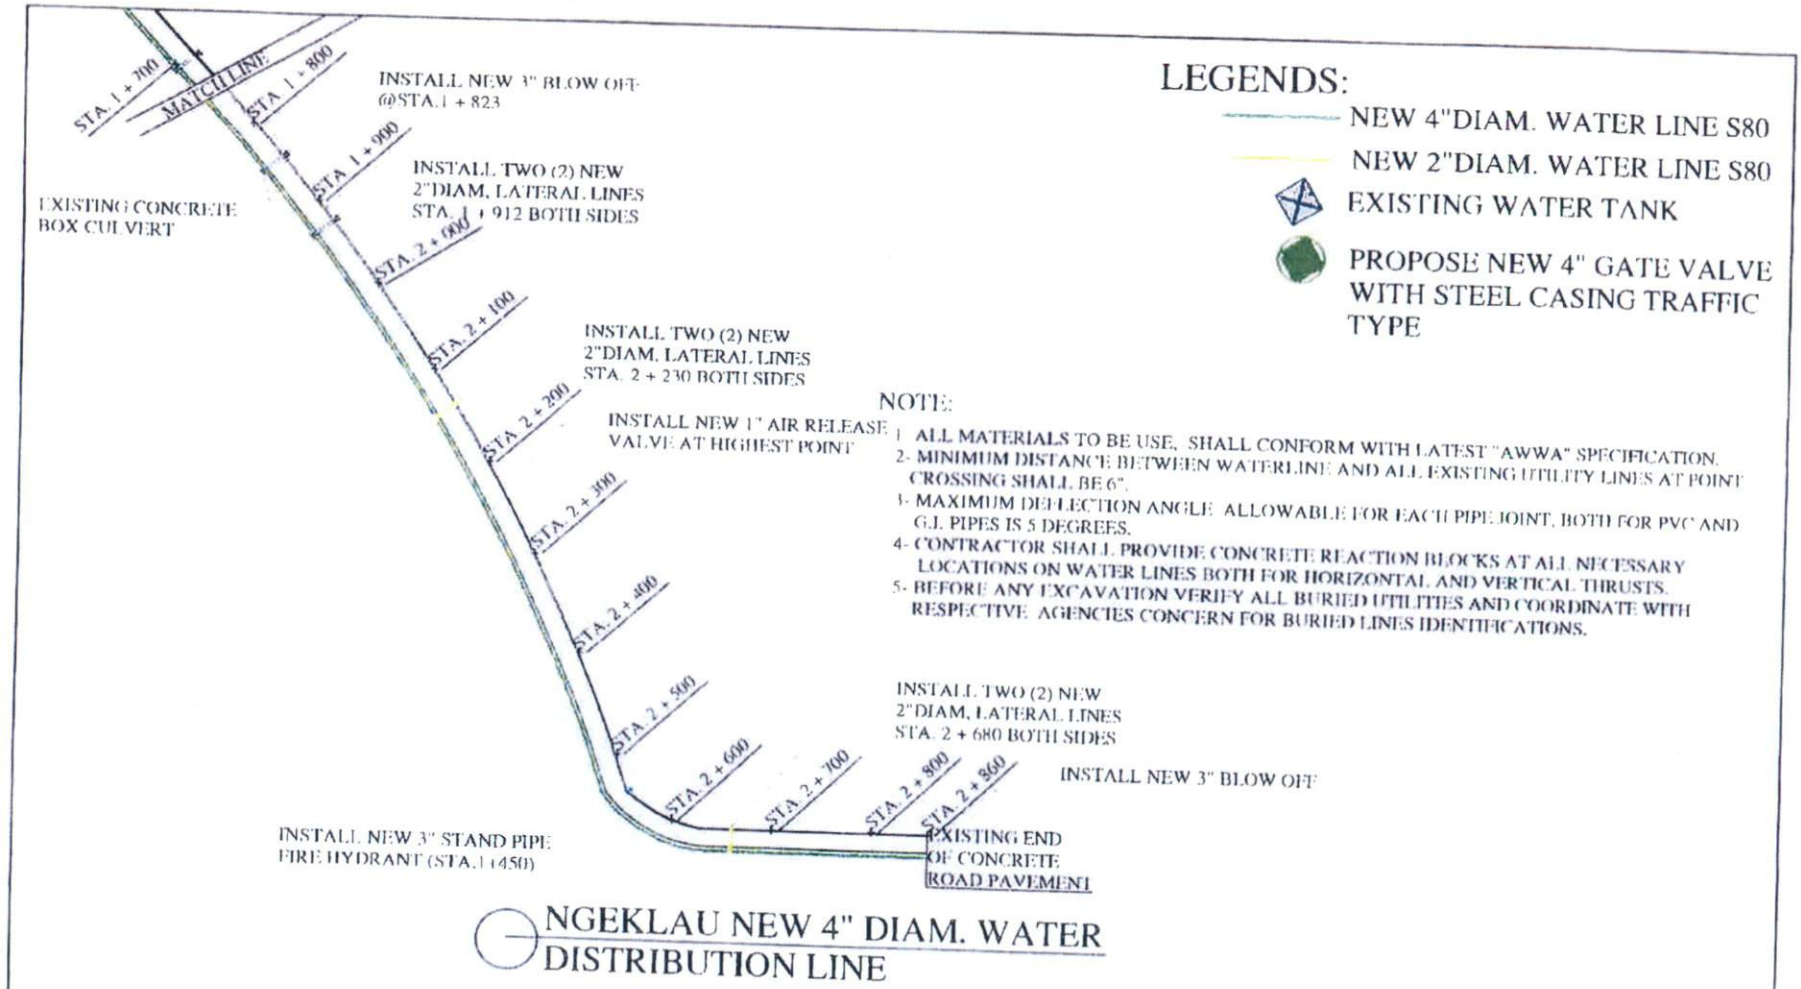 STA. 1 + 700
MATCH LINE
STA. 1 + 800
INSTALL NEW 3" BLOW OFF
@STA.1 + 823
STA. 1 + 900
INSTALL TWO (2) NEW
2"DIAM. LATERAL LINES
STA. 1 + 912 BOTH SIDES
EXISTING CONCRETE
BOX CULVERT
STA. 2 + 000
STA. 2 + 100
INSTALL TWO (2) NEW
2"DIAM. LATERAL LINES
STA. 2 + 230 BOTH SIDES
STA. 2 + 200
INSTALL NEW 1" AIR RELEASE
VALVE AT HIGHEST POINT
STA. 2 + 300
STA. 2 + 400
STA. 2 + 500
STA. 2 + 600
STA. 2 + 700
STA. 2 + 800
STA. 2 + 860
INSTALL TWO (2) NEW
2"DIAM. LATERAL LINES
STA. 2 + 680 BOTH SIDES
INSTALL NEW 3" BLOW OFF
EXISTING END
OF CONCRETE
ROAD PAVEMENT
INSTALL NEW 3" STAND PIPE
FIRE HYDRANT (STA.1+450)
LEGENDS:
NEW 4"DIAM. WATER LINE S80
NEW 2"DIAM. WATER LINE S80
EXISTING WATER TANK
PROPOSE NEW 4" GATE VALVE
WITH STEEL CASING TRAFFIC
TYPE
NOTE:
1 ALL MATERIALS TO BE USE, SHALL CONFORM WITH LATEST "AWWA" SPECIFICATION.
2- MINIMUM DISTANCE BETWEEN WATERLINE AND ALL EXISTING UTILITY LINES AT POINT
CROSSING SHALL BE 6".
3- MAXIMUM DEFLECTION ANGLE ALLOWABLE FOR EACH PIPE JOINT, BOTH FOR PVC AND
G.I. PIPES IS 5 DEGREES.
4- CONTRACTOR SHALL PROVIDE CONCRETE REACTION BLOCKS AT ALL NECESSARY
LOCATIONS ON WATER LINES BOTH FOR HORIZONTAL AND VERTICAL THRUSTS.
5- BEFORE ANY EXCAVATION VERIFY ALL BURIED UTILITIES AND COORDINATE WITH
RESPECTIVE AGENCIES CONCERN FOR BURIED LINES IDENTIFICATIONS.
NGEKLAU NEW 4" DIAM. WATER
DISTRIBUTION LINE